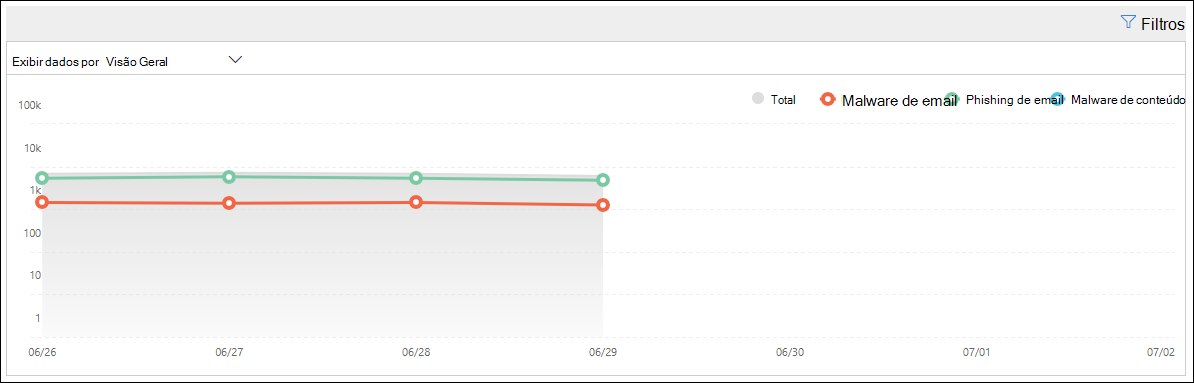 Filtros
Exibir dados por Visão Geral
Total Malware de email Phishing de email Malware de conteúdo
100k
10k
1k
100
10
1
06/26 06/27 06/28 06/29 06/30 07/01 07/02